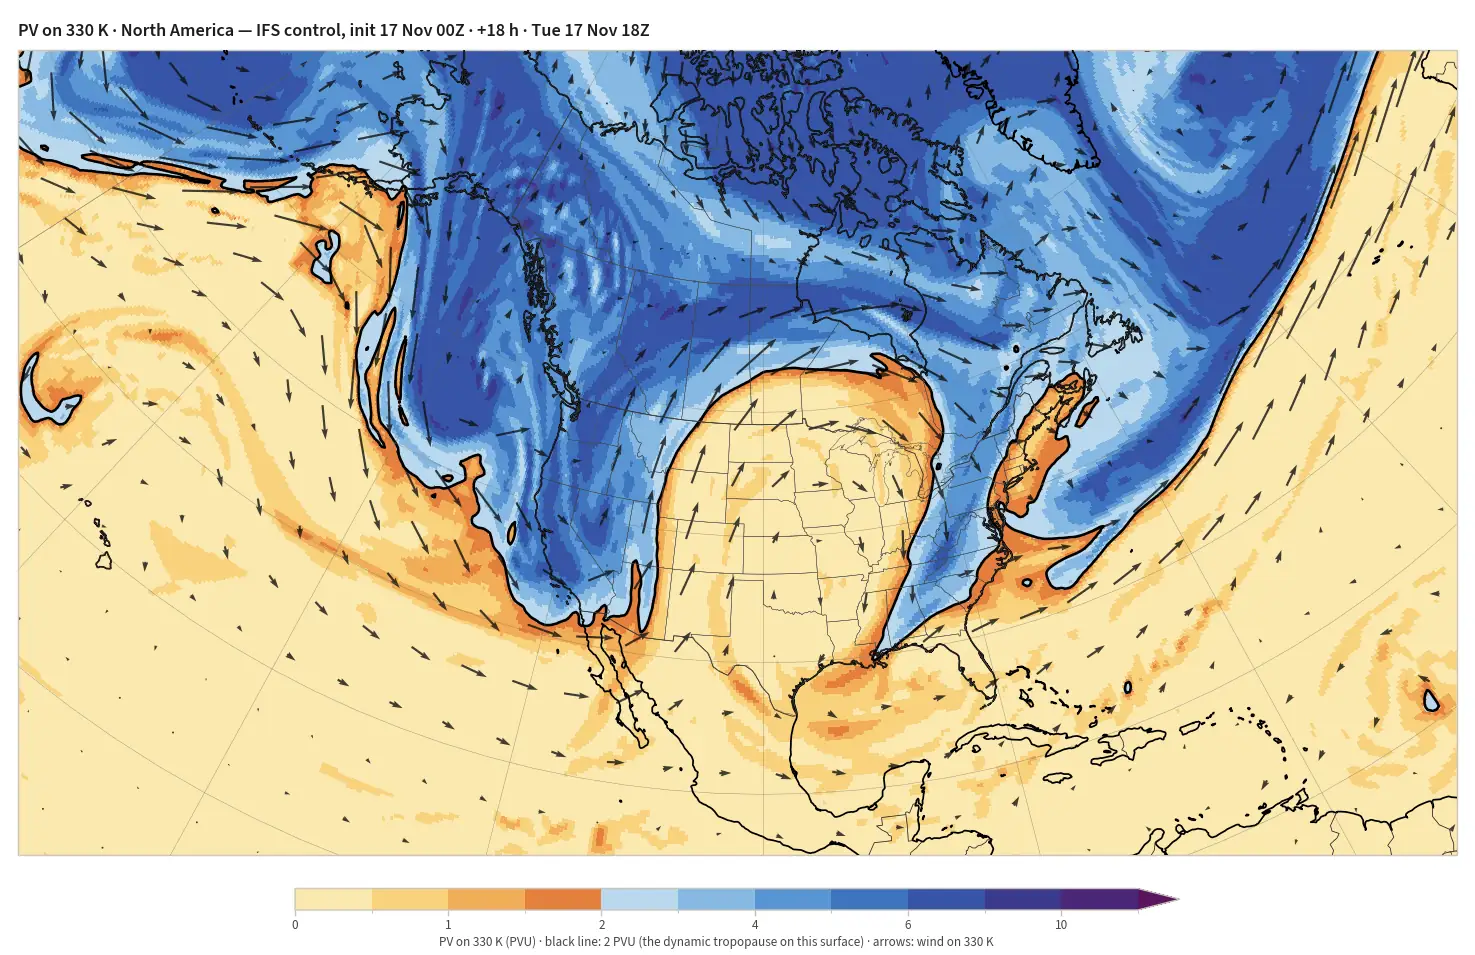 PV on 330 K · North America — IFS control, init 17 Nov 00Z · +18 h · Tue 17 Nov 18Z
0 1 2 4 6 10
PV on 330 K (PVU) · black line: 2 PVU (the dynamic tropopause on this surface) · arrows: wind on 330 K